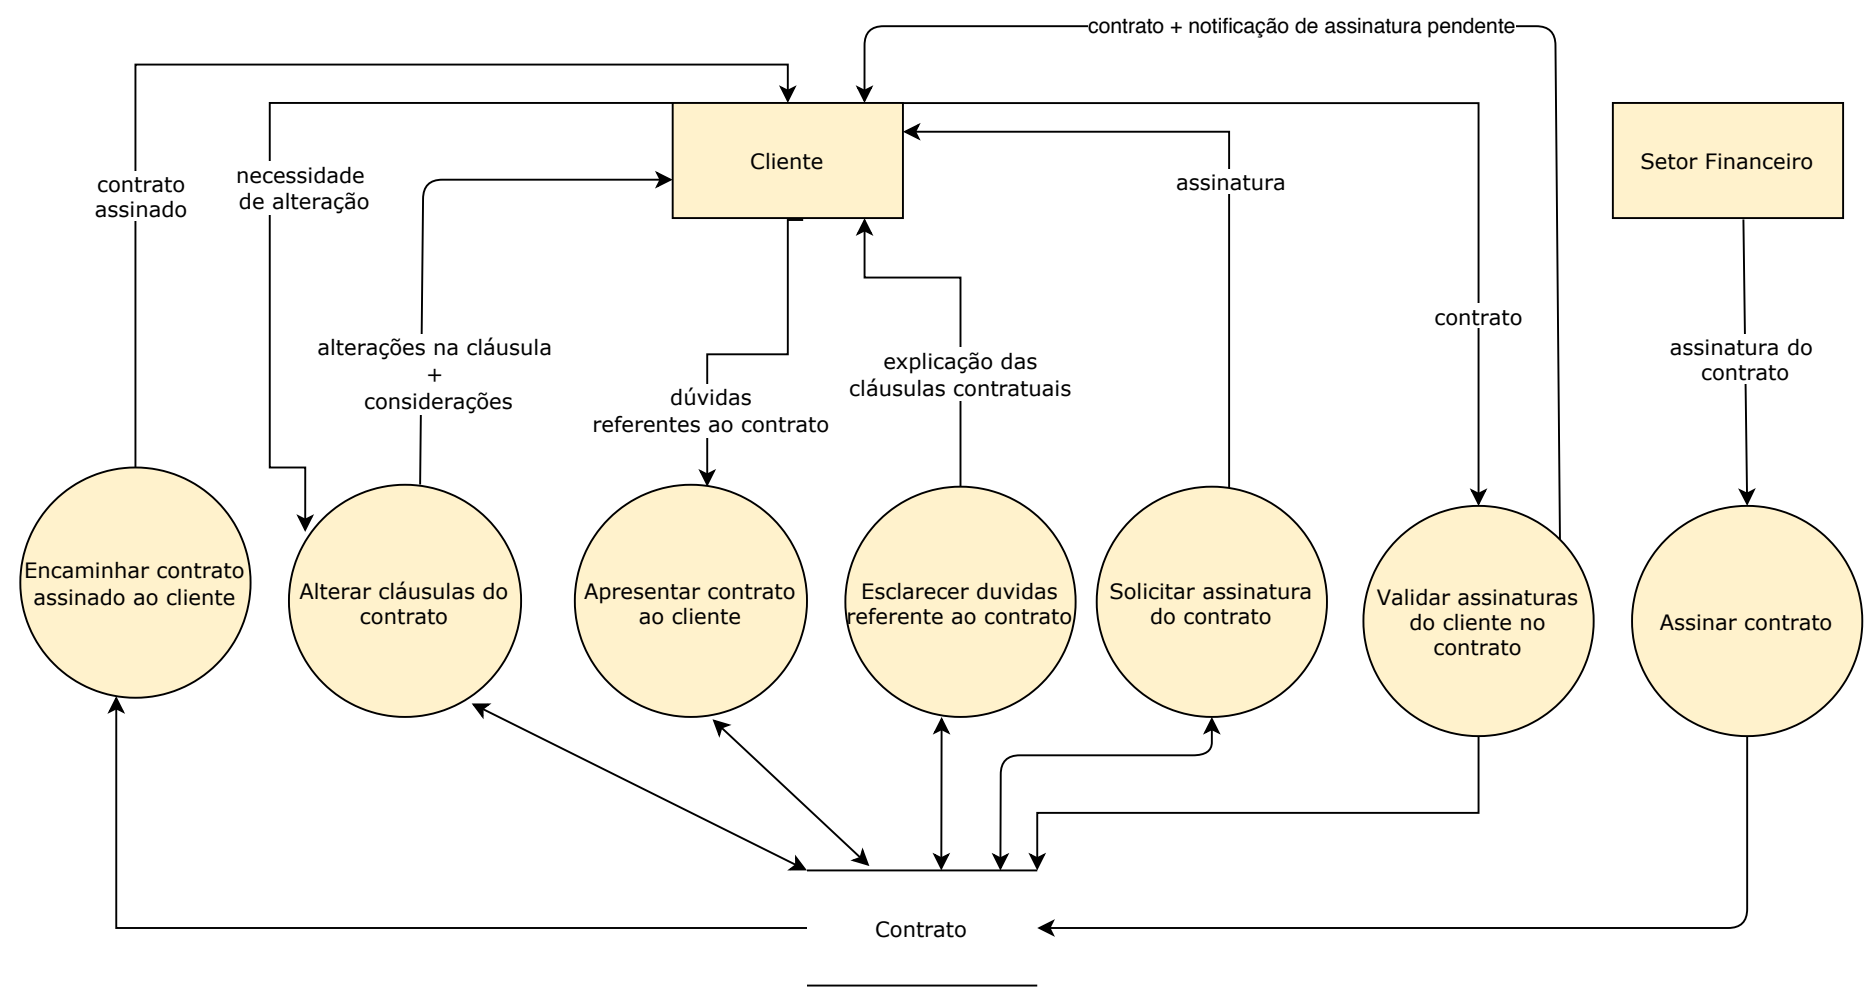 contrato + notificação de assinatura pendente
Cliente
Setor Financeiro
contrato
assinado
necessidade
de alteração
assinatura
contrato
alterações na cláusula
+
considerações
dúvidas
referentes ao contrato
explicação das
cláusulas contratuais
assinatura do
contrato
Encaminhar contrato
assinado ao cliente
Alterar cláusulas do
contrato
Apresentar contrato
ao cliente
Esclarecer duvidas
referente ao contrato
Solicitar assinatura
do contrato
Validar assinaturas
do cliente no
contrato
Assinar contrato
Contrato